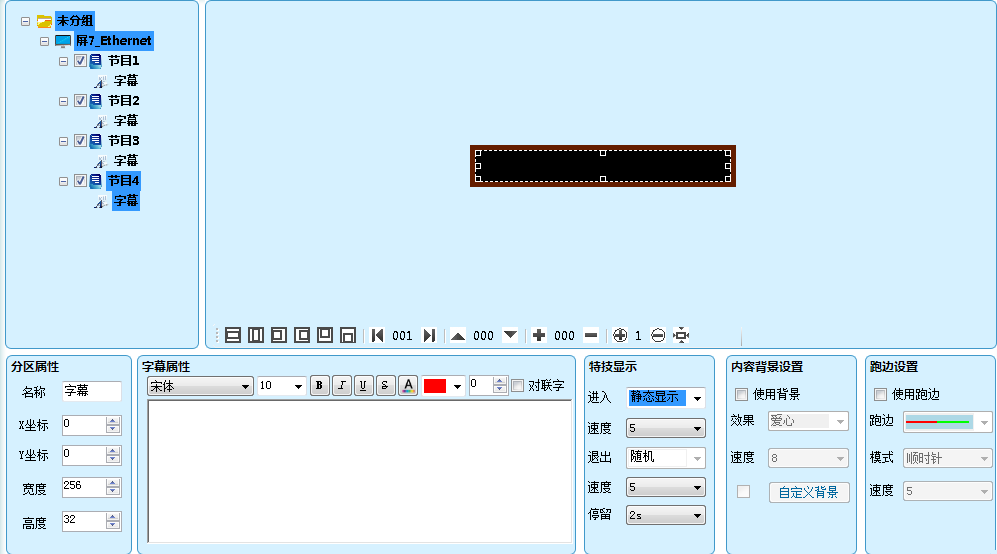 未分组
屏7_Ethernet
节目1
字幕
节目2
字幕
节目3
字幕
节目4
字幕
001 000 000 1
分区属性
名称 字幕
X坐标 0
Y坐标 0
宽度 256
高度 32
字幕属性
宋体 10 B I U S A 0 对联字
特技显示
进入 静态显示
速度 5
退出 随机
速度 5
停留 2s
内容背景设置
使用背景
效果 爱心
速度 8
自定义背景
跑边设置
使用跑边
跑边
模式 顺时针
速度 5